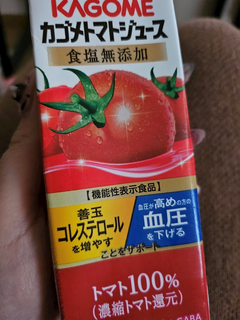 KAGOME
カゴメトマトジュース
食塩無添加
【機能性表示食品】
善玉
コレステロール
を増やす
血圧が高めの方の
血圧
を下げる
ことをサポート
トマト100%
(濃縮トマト還元)
GABA